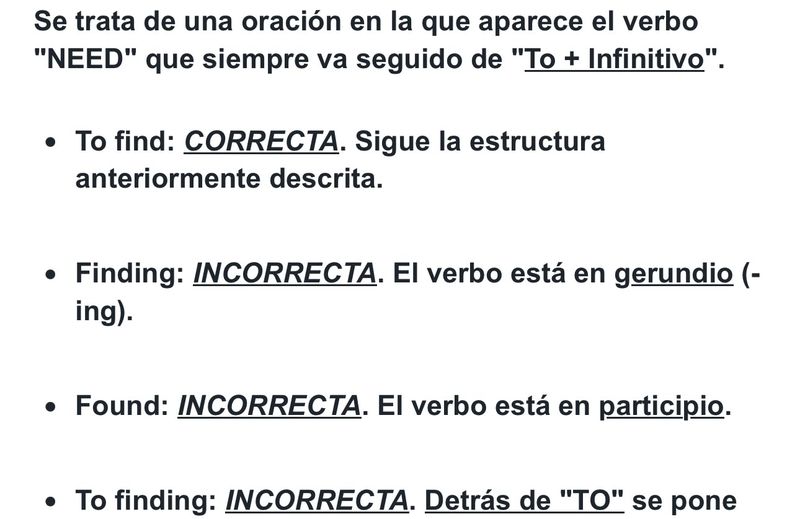 Se trata de una oración en la que aparece el verbo
"NEED" que siempre va seguido de "To + Infinitivo".
• To find: CORRECTA. Sigue la estructura
anteriormente descrita.
• Finding: INCORRECTA. El verbo está en gerundio (-
ing).
• Found: INCORRECTA. El verbo está en participio.
• To finding: INCORRECTA. Detrás de "TO" se pone